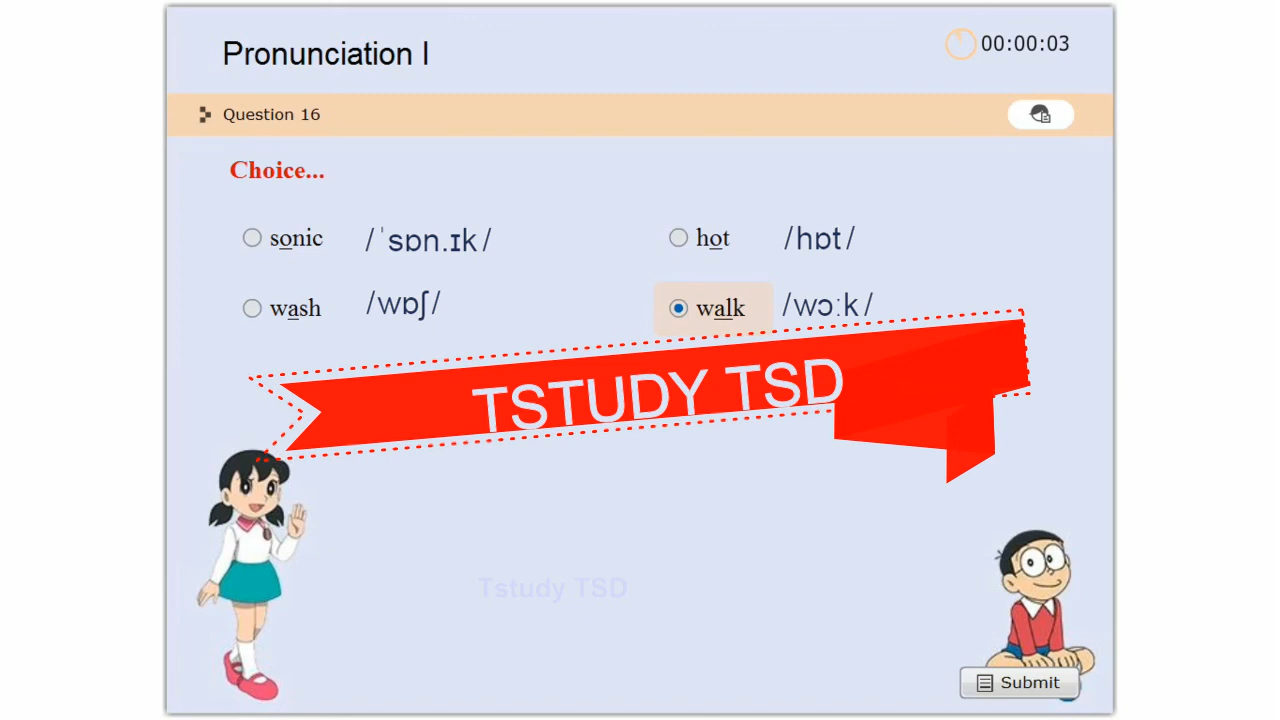 Pronunciation I
00:00:03
Question 16
Choice...
sonic /ˈsɒn.ɪk/
hot /hɒt/
wash /wɒʃ/
walk /wɔːk/
TSTUDY TSD
Tstudy TSD
Submit